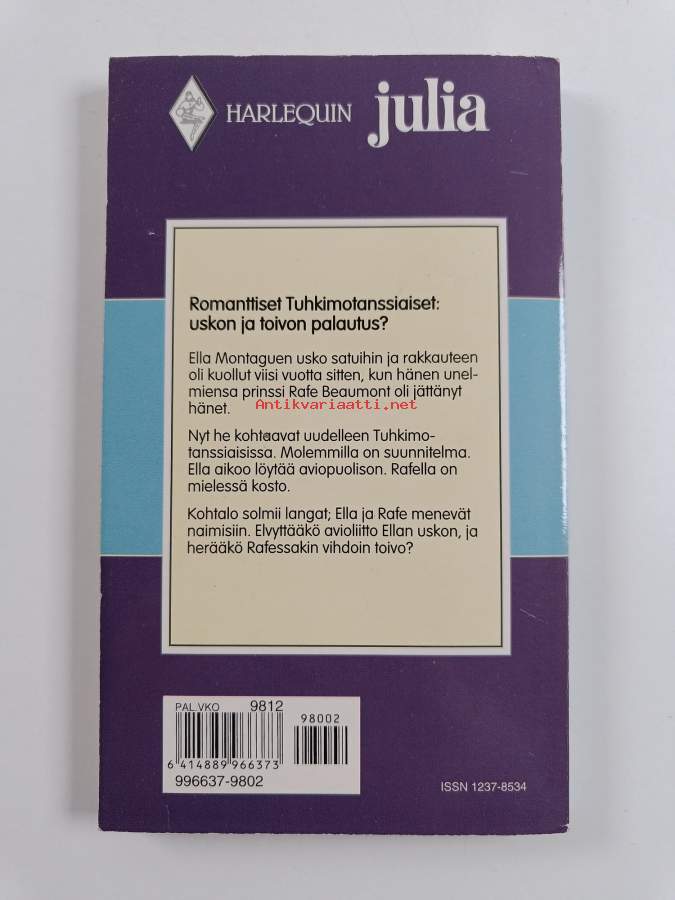 HARLEQUIN julia
Romanttiset Tuhkimotanssiaiset:
uskon ja toivon palautus?
Ella Montaguen usko satuihin ja rakkauteen
oli kuollut viisi vuotta sitten, kun hänen unel-
miensa prinssi Rafe Beaumont oli jättänyt
hänet.
Antikvariaatti.net
Nyt he kohtaavat uudelleen Tuhkimo-
tanssiaisissa. Molemmilla on suunnitelma.
Ella aikoo löytää aviopuolison. Rafella on
mielessä kosto.
Kohtalo solmii langat; Ella ja Rafe menevät
naimisiin. Elvyttääkö avioliitto Ellan uskon, ja
herääkö Rafessakin vihdoin toivo?
PAL.VKO 9812
98002
6 414889 966373
996637-9802
ISSN 1237-8534